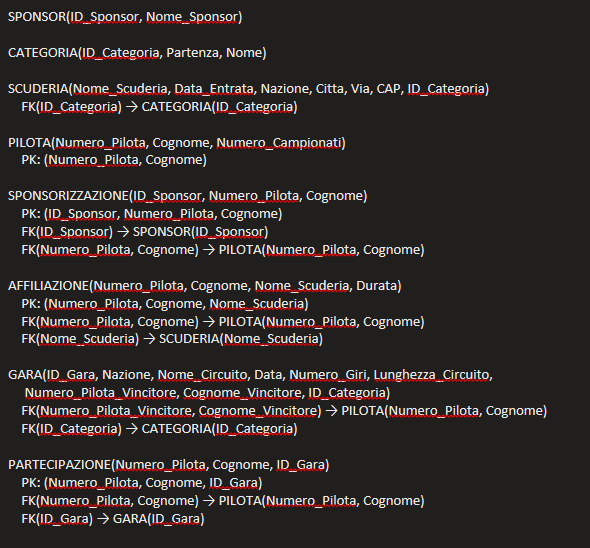 SPONSOR(ID_Sponsor, Nome_Sponsor)
CATEGORIA(ID_Categoria, Partenza, Nome)
SCUDERIA(Nome_Scuderia, Data_Entrata, Nazione, Citta, Via, CAP, ID_Categoria)
FK(ID_Categoria) → CATEGORIA(ID_Categoria)
PILOTA(Numero_Pilota, Cognome, Numero_Campionati)
PK: (Numero_Pilota, Cognome)
SPONSORIZZAZIONE(ID_Sponsor, Numero_Pilota, Cognome)
PK: (ID_Sponsor, Numero_Pilota, Cognome)
FK(ID_Sponsor) → SPONSOR(ID_Sponsor)
FK(Numero_Pilota, Cognome) → PILOTA(Numero_Pilota, Cognome)
AFFILIAZIONE(Numero_Pilota, Cognome, Nome_Scuderia, Durata)
PK: (Numero_Pilota, Cognome, Nome_Scuderia)
FK(Numero_Pilota, Cognome) → PILOTA(Numero_Pilota, Cognome)
FK(Nome_Scuderia) → SCUDERIA(Nome_Scuderia)
GARA(ID_Gara, Nazione, Nome_Circuito, Data, Numero_Giri, Lunghezza_Circuito,
Numero_Pilota_Vincitore, Cognome_Vincitore, ID_Categoria)
FK(Numero_Pilota_Vincitore, Cognome_Vincitore) → PILOTA(Numero_Pilota, Cognome)
FK(ID_Categoria) → CATEGORIA(ID_Categoria)
PARTECIPAZIONE(Numero_Pilota, Cognome, ID_Gara)
PK: (Numero_Pilota, Cognome, ID_Gara)
FK(Numero_Pilota, Cognome) → PILOTA(Numero_Pilota, Cognome)
FK(ID_Gara) → GARA(ID_Gara)